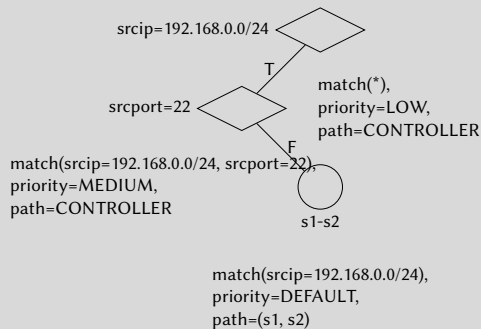 srcip=192.168.0.0/24
T
match(*),
priority=LOW,
path=CONTROLLER
srcport=22
F
match(srcip=192.168.0.0/24, srcport=22),
priority=MEDIUM,
path=CONTROLLER
s1-s2
match(srcip=192.168.0.0/24),
priority=DEFAULT,
path=(s1, s2)